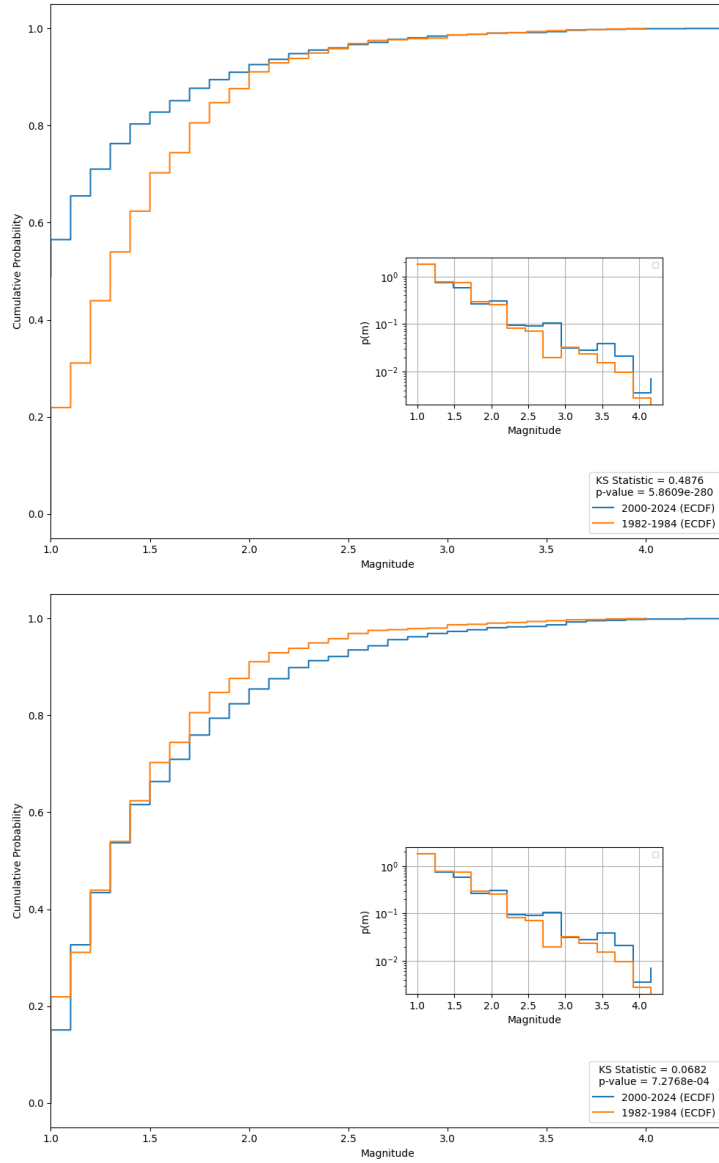 1.0
0.8
0.6
0.4
0.2
0.0
Cumulative Probability
10^0
10^-1
10^-2
p(m)
1.0 1.5 2.0 2.5 3.0 3.5 4.0
Magnitude
KS Statistic = 0.4876
p-value = 5.8609e-280
2000-2024 (ECDF)
1982-1984 (ECDF)
1.0 1.5 2.0 2.5 3.0 3.5 4.0
Magnitude
1.0
0.8
0.6
0.4
0.2
0.0
Cumulative Probability
10^0
10^-1
10^-2
p(m)
1.0 1.5 2.0 2.5 3.0 3.5 4.0
Magnitude
KS Statistic = 0.0682
p-value = 7.2768e-04
2000-2024 (ECDF)
1982-1984 (ECDF)
1.0 1.5 2.0 2.5 3.0 3.5 4.0
Magnitude